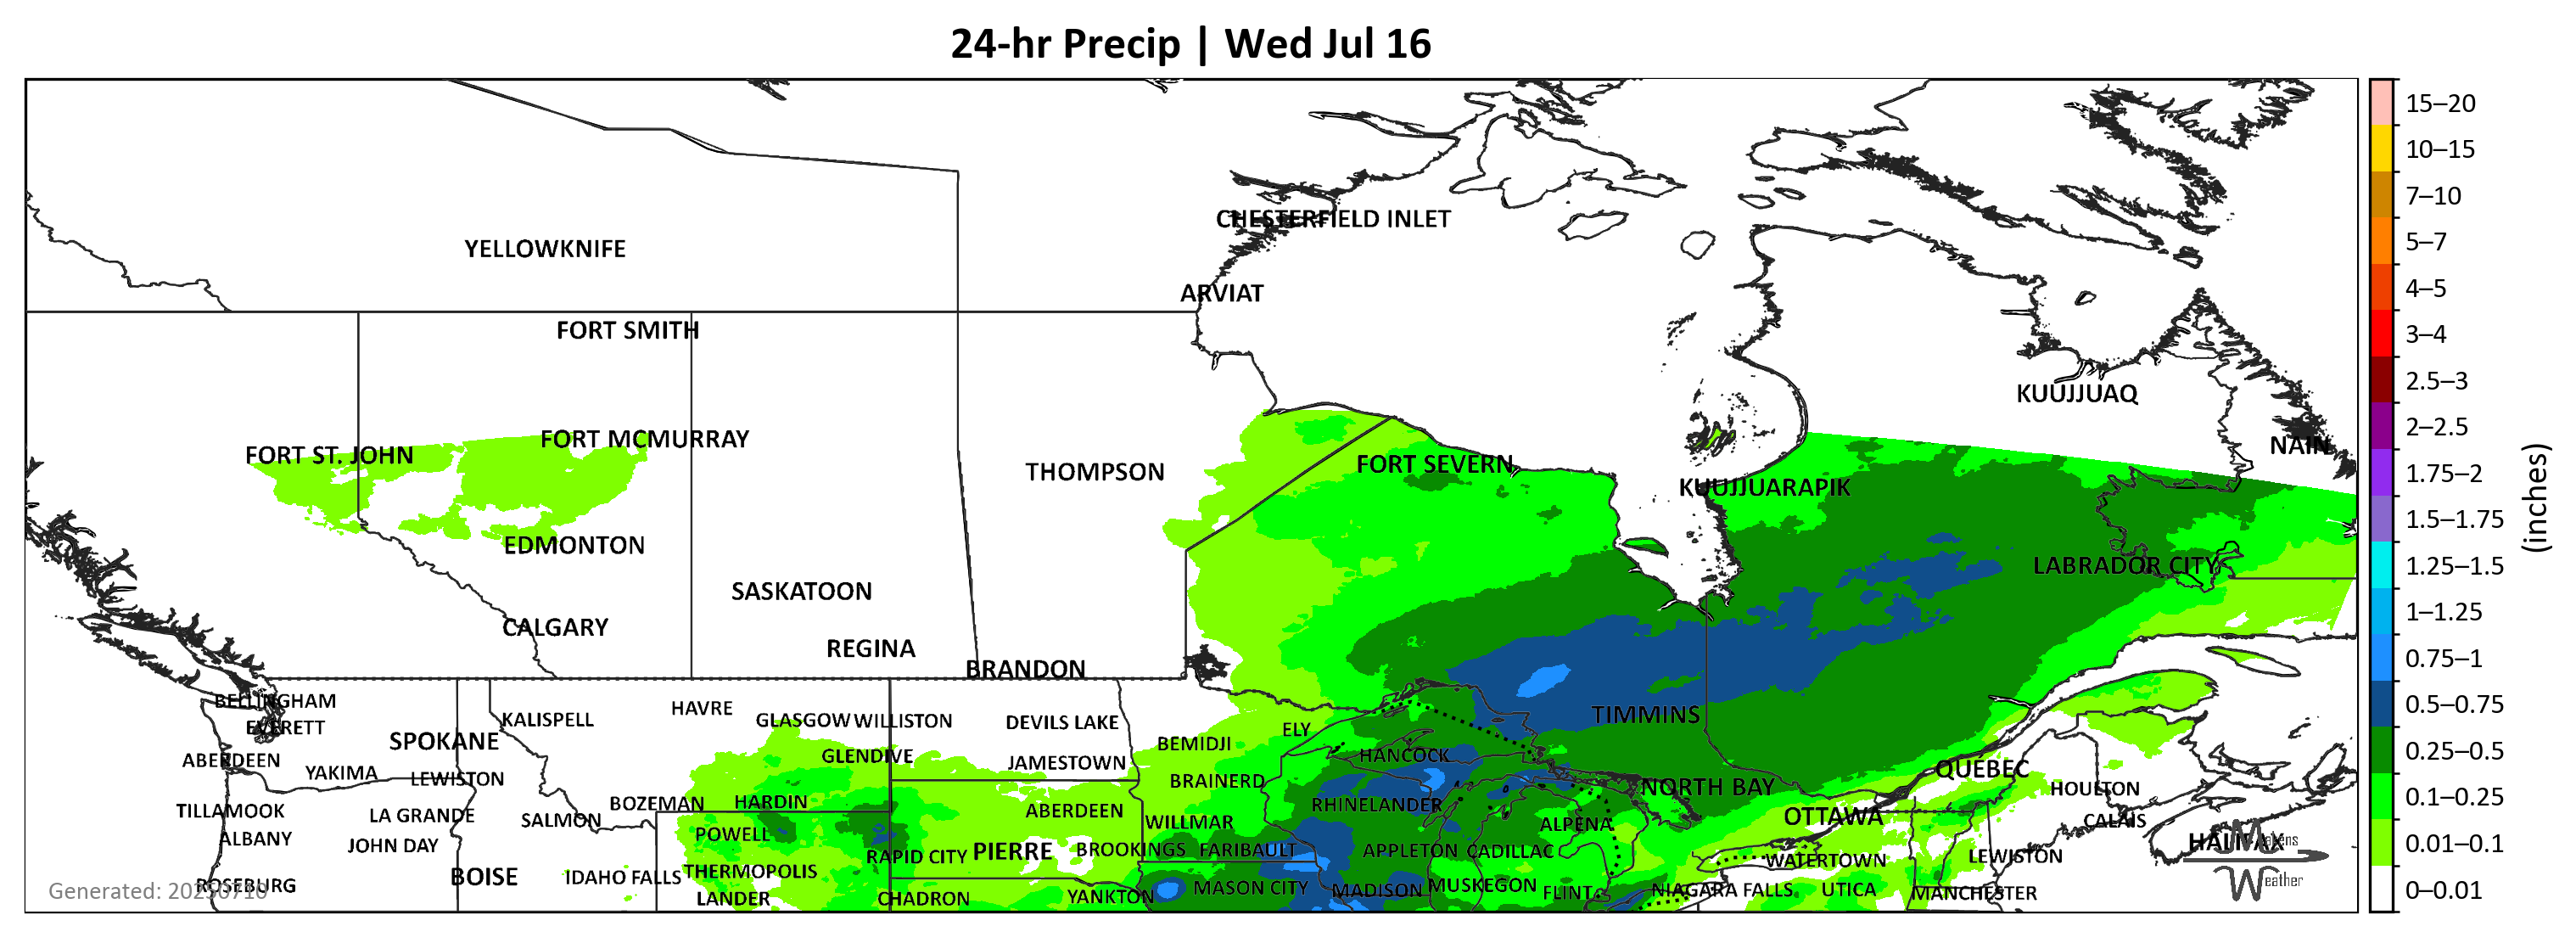 24-hr Precip | Wed Jul 16
CHESTERFIELD INLET
YELLOWKNIFE
ARVIAT
FORT SMITH
KUUJJUAQ
FORT ST. JOHN
FORT MCMURRAY
NAIN
FORT SEVERN
THOMPSON
KUUJJUARAPIK
EDMONTON
LABRADOR CITY
SASKATOON
CALGARY
REGINA
BRANDON
BELLINGHAM
EVERETT
KALISPELL
HAVRE
GLASGOW
WILLISTON
DEVILS LAKE
ELY
TIMMINS
SPOKANE
BEMIDJI
ABERDEEN
GLENDIVE
JAMESTOWN
HANCOCK
YAKIMA
LEWISTON
BRAINERD
QUEBEC
NORTH BAY
HOULTON
TILLAMOOK
LA GRANDE
SALMON
BOZEMAN
HARDIN
ABERDEEN
WILLMAR
RHINELANDER
ALPENA
OTTAWA
CALAIS
ALBANY
JOHN DAY
POWELL
RAPID CITY
PIERRE
BROOKINGS
FARIBAULT
APPLETON
CADILLAC
WATERTOWN
LEWISTON
HALIFAX
ROSEBURG
BOISE
IDAHO FALLS
THERMOPOLIS
LANDER
CHADRON
YANKTON
MASON CITY
MADISON
MUSKEGON
FLINT
NIAGARA FALLS
UTICA
MANCHESTER
Weather
15–20
10–15
7–10
5–7
4–5
3–4
2.5–3
2–2.5
1.75–2
1.5–1.75
1.25–1.5
1–1.25
0.75–1
0.5–0.75
0.25–0.5
0.1–0.25
0.01–0.1
0–0.01
(inches)
Generated: 20250710